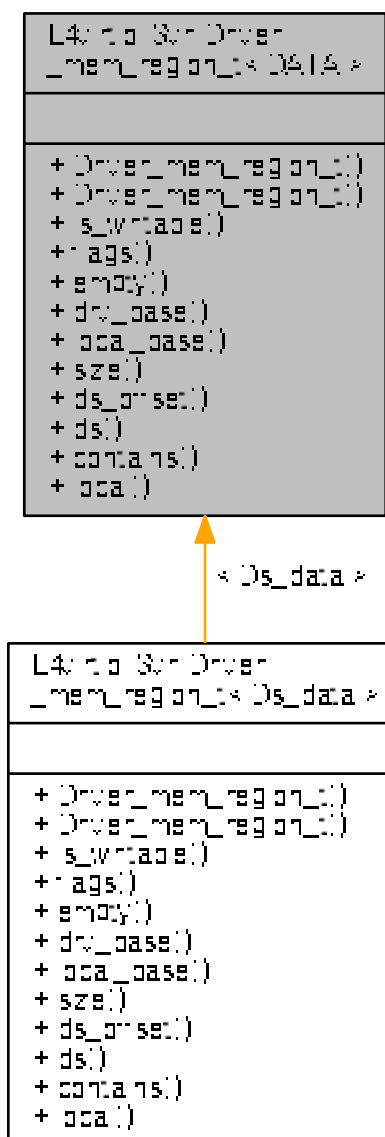 L4virtio::Svr::Driver
_mem_region_t< DATA >
+ Driver_mem_region_t()
+ Driver_mem_region_t()
+ is_writable()
+ flags()
+ empty()
+ drv_base()
+ local_base()
+ size()
+ ds_offset()
+ ds()
+ contains()
+ local()
< Ds_data >
L4virtio::Svr::Driver
_mem_region_t< Ds_data >
+ Driver_mem_region_t()
+ Driver_mem_region_t()
+ is_writable()
+ flags()
+ empty()
+ drv_base()
+ local_base()
+ size()
+ ds_offset()
+ ds()
+ contains()
+ local()